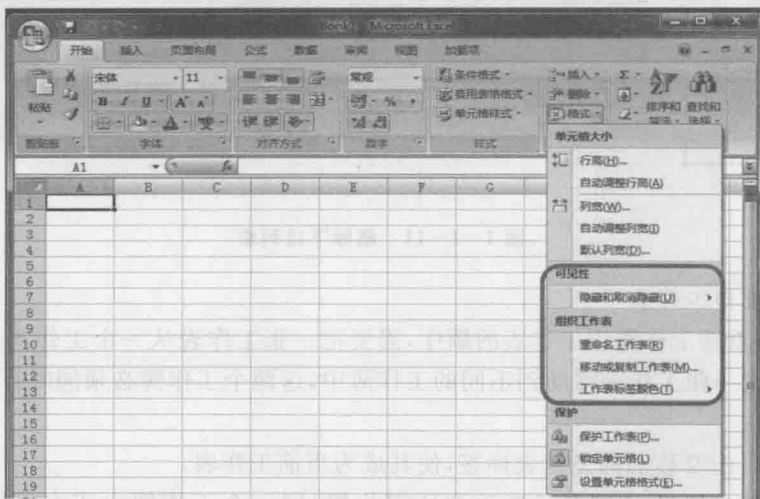 Book1 - Microsoft Excel
开始 插入 页面布局 公式 数据 审阅 视图 加载项
宋体 11 常规 条件格式 插入 Σ
粘贴 B I U A A % 套用表格格式 删除
A 单元格样式 格式 排序和 查找和
剪贴板 字体 对齐方式 数字 样式
A1 fx
单元格大小
行高(H)...
自动调整行高(A)
列宽(W)...
自动调整列宽(I)
默认列宽(D)...
可见性
隐藏和取消隐藏(U)
组织工作表
重命名工作表(R)
移动或复制工作表(M)...
工作表标签颜色(T)
保护
保护工作表(P)...
锁定单元格(L)
设置单元格格式(E)...
A B C D E F G
1
2
3
4
5
6
7
8
9
10
11
12
13
14
15
16
17
18
19